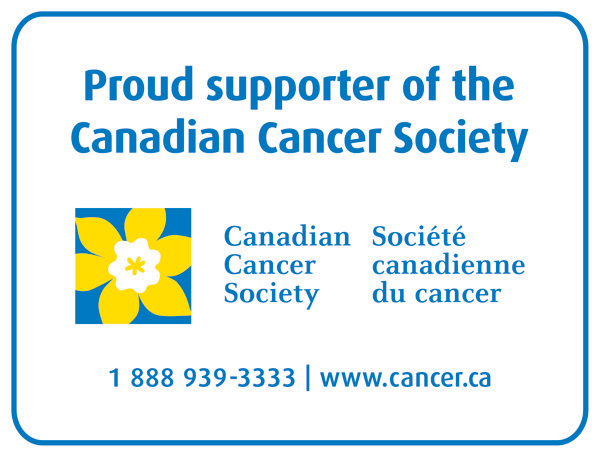 Proud supporter of the
Canadian Cancer Society
Canadian
Cancer
Society
Société
canadienne
du cancer
1 888 939-3333 | www.cancer.ca